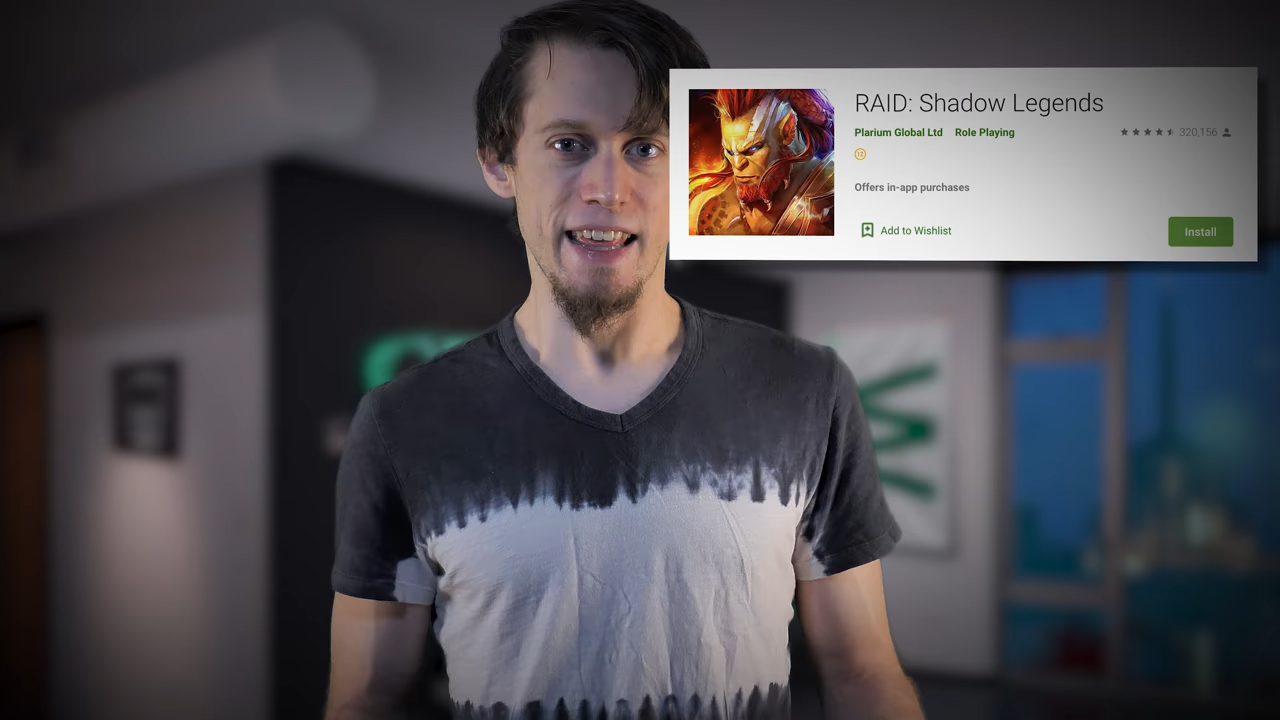 RAID: Shadow Legends
Plarium Global Ltd Role Playing 320,156
12
Offers in-app purchases
Add to Wishlist
Install